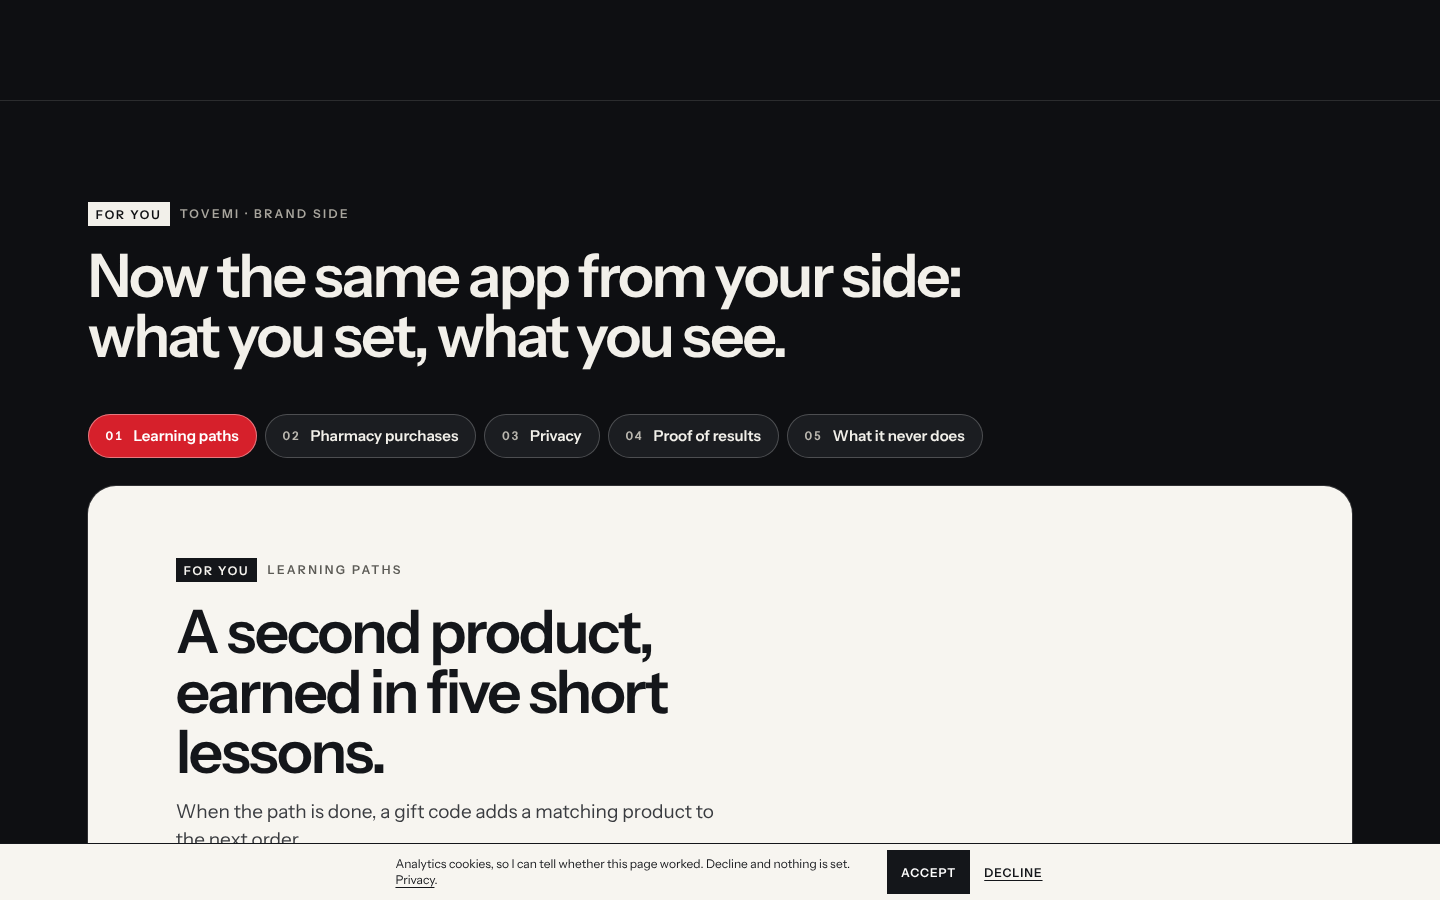 FOR YOU TOVEMI · BRAND SIDE
Now the same app from your side:
what you set, what you see.
01 Learning paths 02 Pharmacy purchases 03 Privacy 04 Proof of results 05 What it never does
FOR YOU LEARNING PATHS
A second product,
earned in five short
lessons.
When the path is done, a gift code adds a matching product to
the next order
Analytics cookies, so I can tell whether this page worked. Decline and nothing is set.
Privacy.
ACCEPT DECLINE